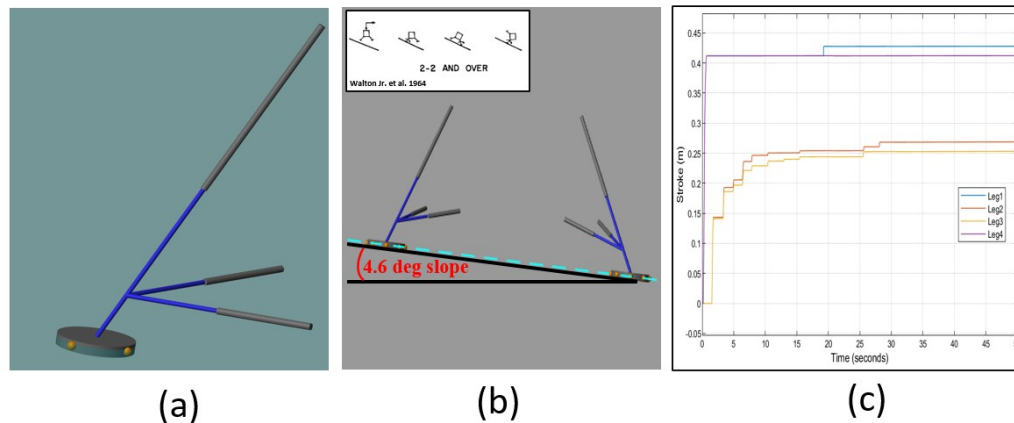 2-2 AND OVER
Walton Jr. et.al. 1964
4.6 deg slope
Stroke (m)
0.45
0.4
0.35
0.3
0.25
0.2
0.15
0.1
0.05
0
-0.05
Leg1
Leg2
Leg3
Leg4
0 5 10 15 20 25 30 35 40 45 50
Time (seconds)
(a) (b) (c)